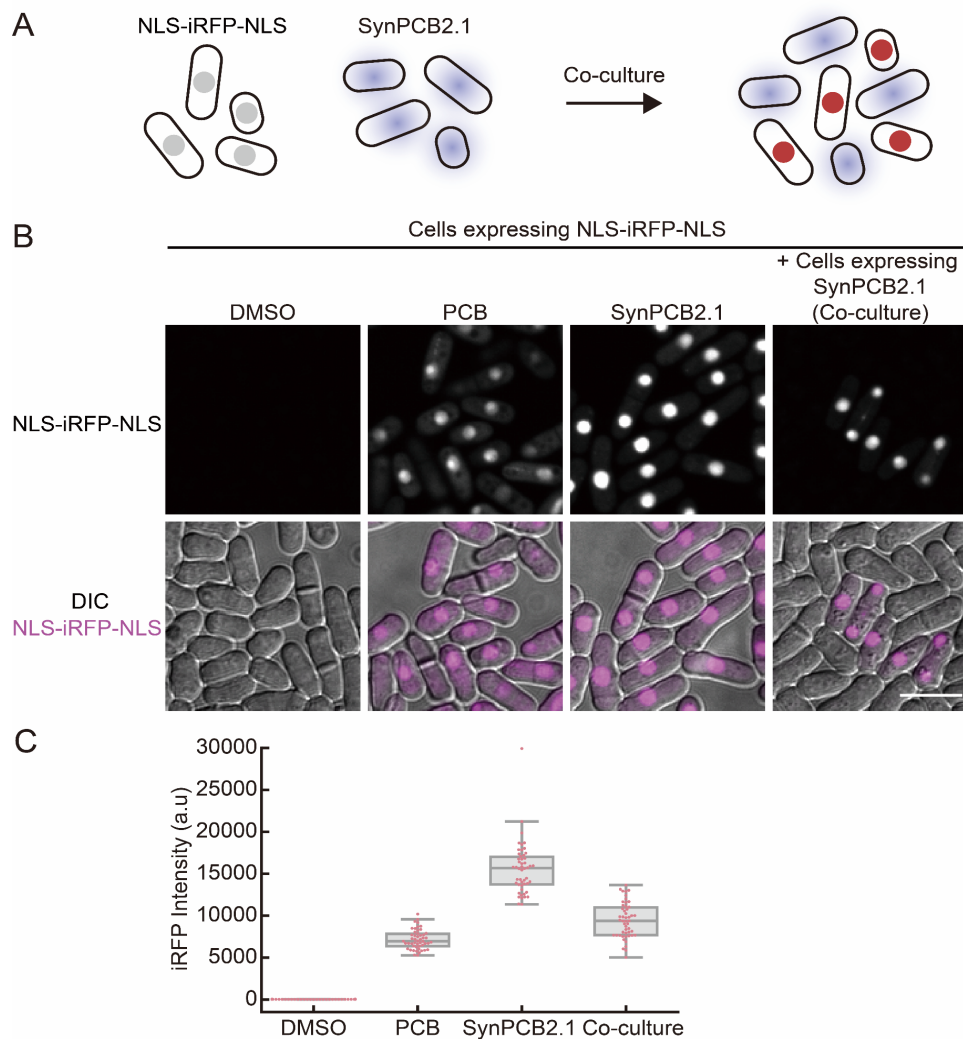 A
NLS-iRFP-NLS
SynPCB2.1
Co-culture
B
Cells expressing NLS-iRFP-NLS
DMSO
PCB
SynPCB2.1
+ Cells expressing
SynPCB2.1
(Co-culture)
NLS-iRFP-NLS
DIC
NLS-iRFP-NLS
C
iRFP Intensity (a.u)
30000
25000
20000
15000
10000
5000
0
DMSO
PCB
SynPCB2.1
Co-culture